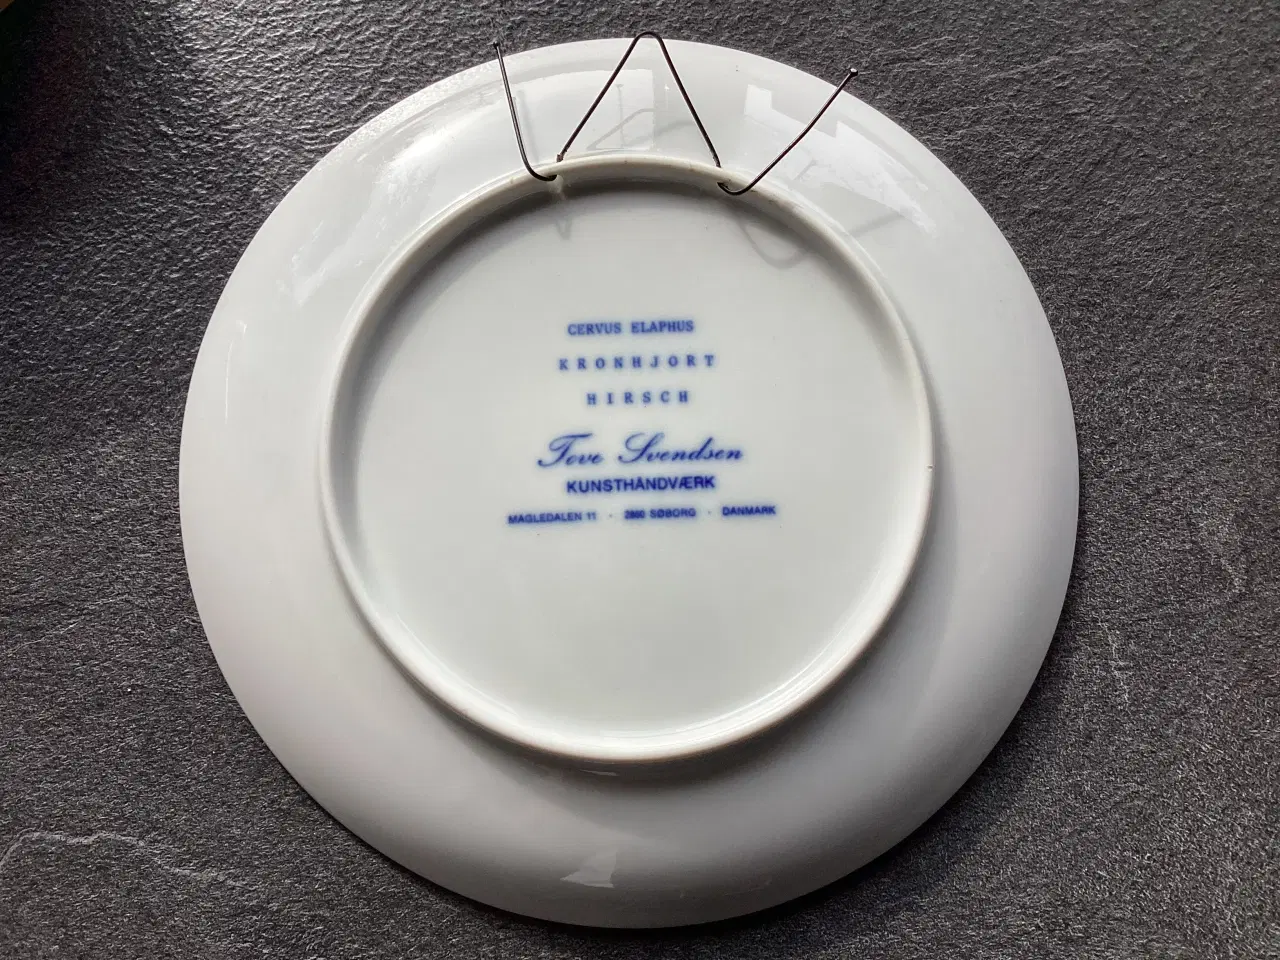 CERVUS ELAPHUS
KRONHJORT
HIRSCH
Tove Svendsen
KUNSTHÅNDVÆRK
MAGLEDALEN 11 · 2860 SØBORG · DANMARK